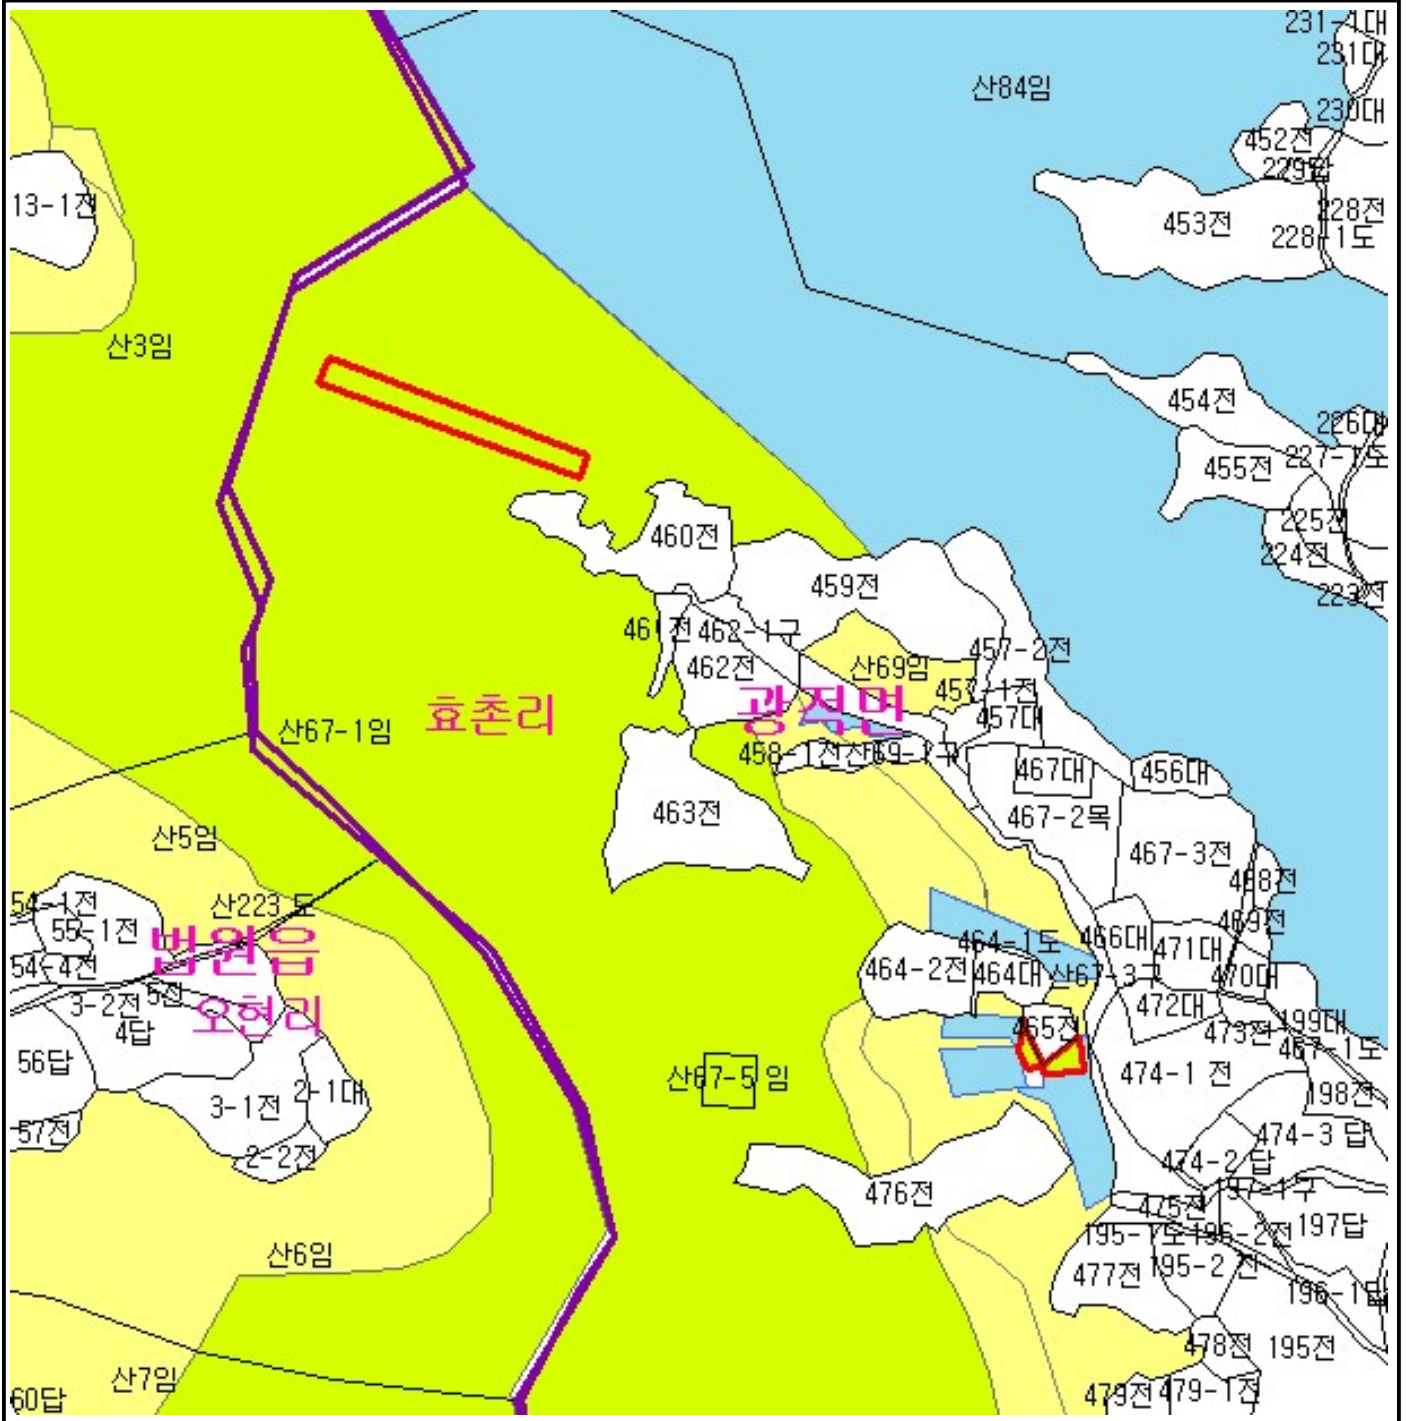 231-1대
231대
산84임
230대
452전
229답
13-1전
228전
453전
228-1도
산3임
454전
226대
227-1도
455전
225전
460전
224전
459전
223전
461전
462-1구
457-2전
462전
산69임
457-1전
효촌리
광적면
457대
산67-1임
458-1전
산69-1구
467대
456대
463전
467-2목
산5임
467-3전
468전
54-1전
산223 도
469전
55-1전
법원읍
464-1도
466대
471대
54-4전
464-2전
464대
산67-3구
470대
3-2전
5전
472대
오현리
4답
465전
473전
199대
467-1도
56답
산67-5 임
474-1 전
2-1대
198전
3-1전
57전
474-3 답
2-2전
474-2 답
476전
475전
197-1구
197답
195-1도
196-2전
산6임
477전
195-2 전
196-1답
478전
195전
산7임
60답
479전
479-1전